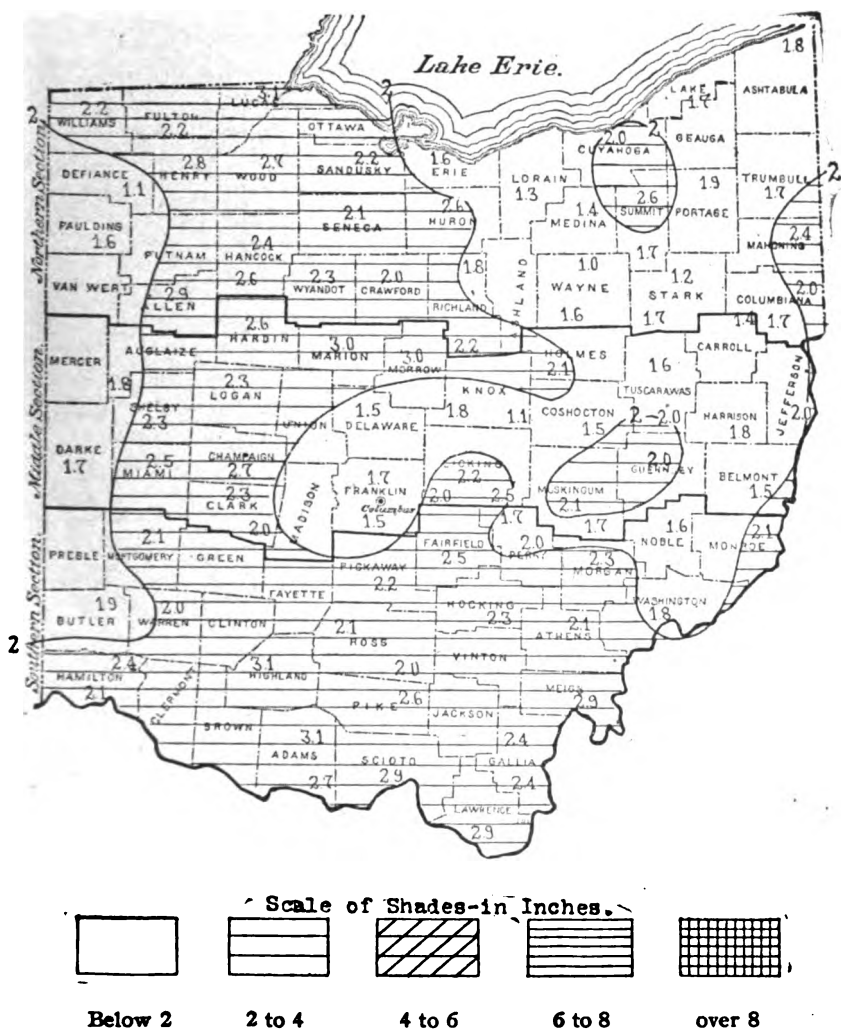 Lake Erie.
1.8
ASHTABULA
LAKE
1.7
3.1
LUCAS
2
2.2
WILLIAMS
FULTON
2.2
OTTAWA
2
2.0
CUYAHOGA
2
GEAUGA
Northern Section
DEFIANCE
1.1
2.8
HENRY
2.7
WOOD
2.2
SANDUSKY
1.6
ERIE
LORAIN
1.3
1.9
TRUMBULL
1.7
2
PAULDING
1.6
2.1
SENECA
2.6
HURON
1.4
MEDINA
2.6
SUMMIT
PORTAGE
2.4
MAHONING
PUTNAM
2.4
HANCOCK
1.7
VAN WERT
2.9
ALLEN
2.6
2.3
WYANDOT
2.0
CRAWFORD
1.8
RICHLAND
ASHLAND
1.0
WAYNE
1.6
1.2
STARK
1.7
2.0
COLUMBIANA
1.4
1.7
Middle Section
MERCER
1.8
AUGLAIZE
2.6
HARDIN
3.0
MARION
3.0
MORROW
2.2
HOLMES
2.1
1.6
CARROLL
JEFFERSON
2.0
SHELBY
2.3
2.3
LOGAN
UNION
1.5
DELAWARE
KNOX
1.8
1.1
COSHOCTON
1.5
TUSCARAWAS
2-2.0
HARRISON
1.8
DARKE
1.7
2.5
MIAMI
CHAMPAIGN
2.7
2.3
CLARK
MADISON
1.7
FRANKLIN
Columbus
1.5
LICKING
2.2
2.0
2.5
MUSKINGUM
2.1
2.0
GUERNSEY
BELMONT
1.5
Southern Section
PREBLE
2.1
MONTGOMERY
2.0
GREEN
1.7
FAIRFIELD
2.5
2.0
PERRY
1.7
2.3
MORGAN
1.6
NOBLE
2.1
MONROE
PICKAWAY
2.2
FAYETTE
1.9
BUTLER
2
2.0
WARREN
CLINTON
2.1
ROSS
HOCKING
2.3
2.1
ATHENS
WASHINGTON
1.8
2.4
HAMILTON
2.1
CLERMONT
3.1
HIGHLAND
2.0
VINTON
2.6
PIKE
JACKSON
MEIGS
2.9
BROWN
3.1
ADAMS
2.7
SCIOTO
2.9
2.4
GALLIA
2.4
LAWRENCE
2.9
Scale of Shades-in Inches.
Below 2 2 to 4 4 to 6 6 to 8 over 8